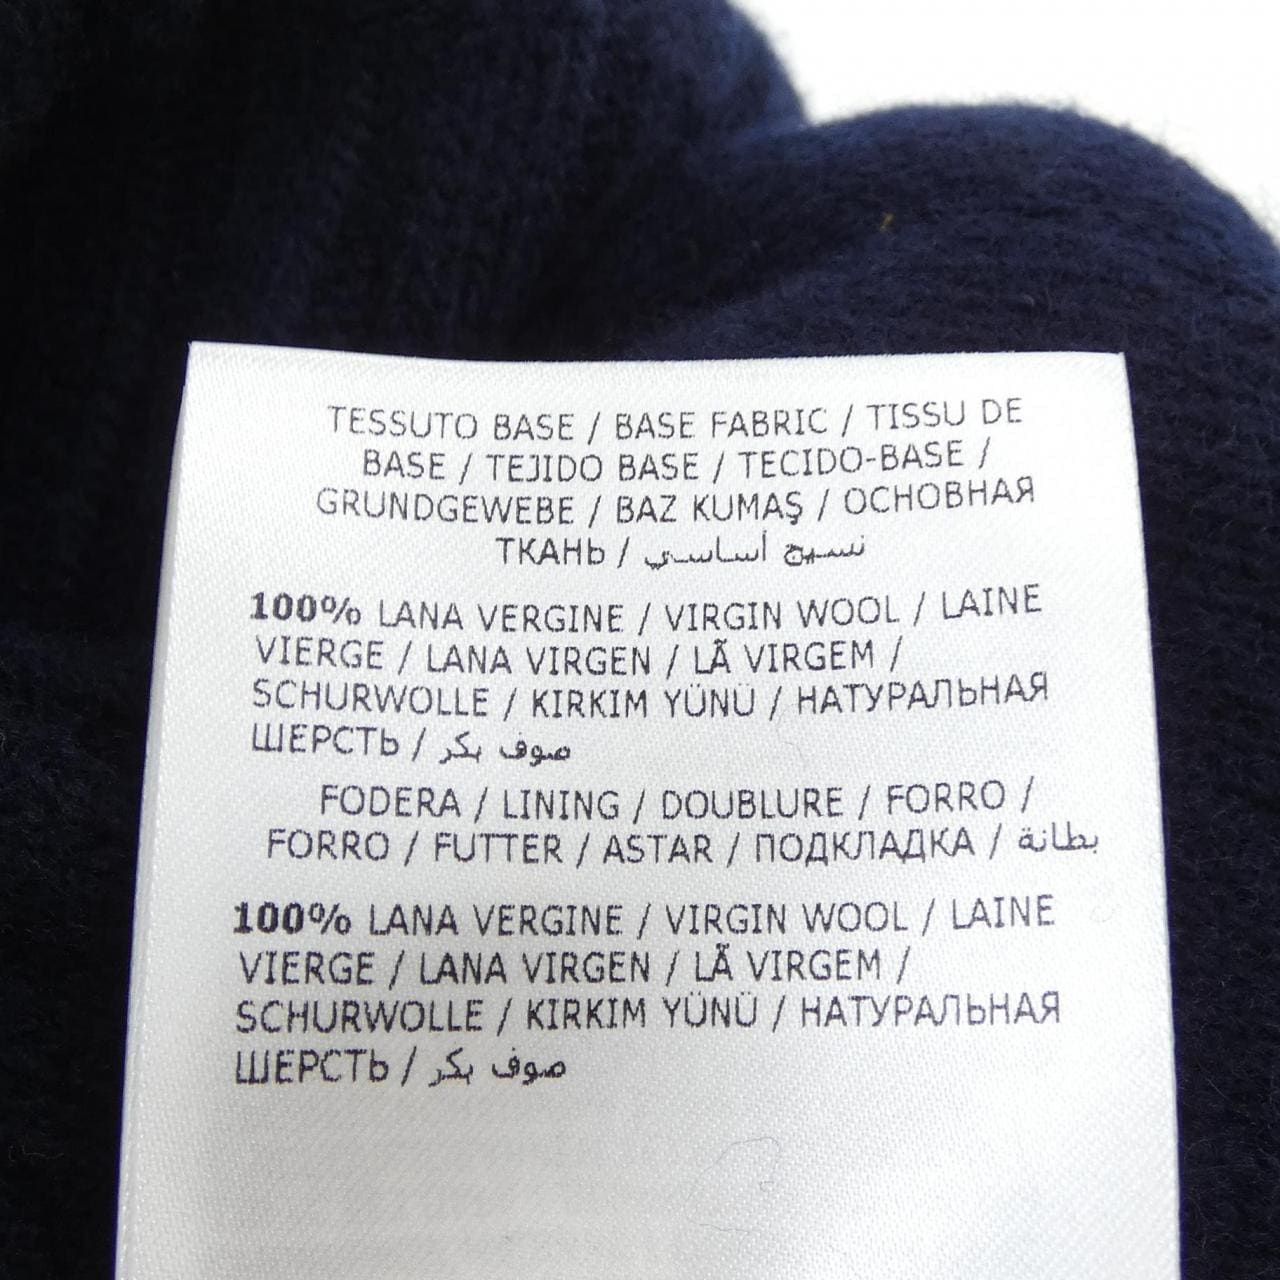 TESSUTO BASE / BASE FABRIC / TISSU DE
BASE / TEJIDO BASE / TECIDO-BASE /
GRUNDGEWEBE / BAZ KUMAŞ / ОСНОВНАЯ
ТКАНЬ / نسيج أساسي
100% LANA VERGINE / VIRGIN WOOL / LAINE
VIERGE / LANA VIRGEN / LÃ VIRGEM /
SCHURWOLLE / KIRKIM YÜNÜ / НАТУРАЛЬНАЯ
ШЕРСТЬ / صوف بكر
FODERA / LINING / DOUBLURE / FORRO /
FORRO / FUTTER / ASTAR / ПОДКЛАДКА / بطانة
100% LANA VERGINE / VIRGIN WOOL / LAINE
VIERGE / LANA VIRGEN / LÃ VIRGEM /
SCHURWOLLE / KIRKIM YÜNÜ / НАТУРАЛЬНАЯ
ШЕРСТЬ / صوف بكر